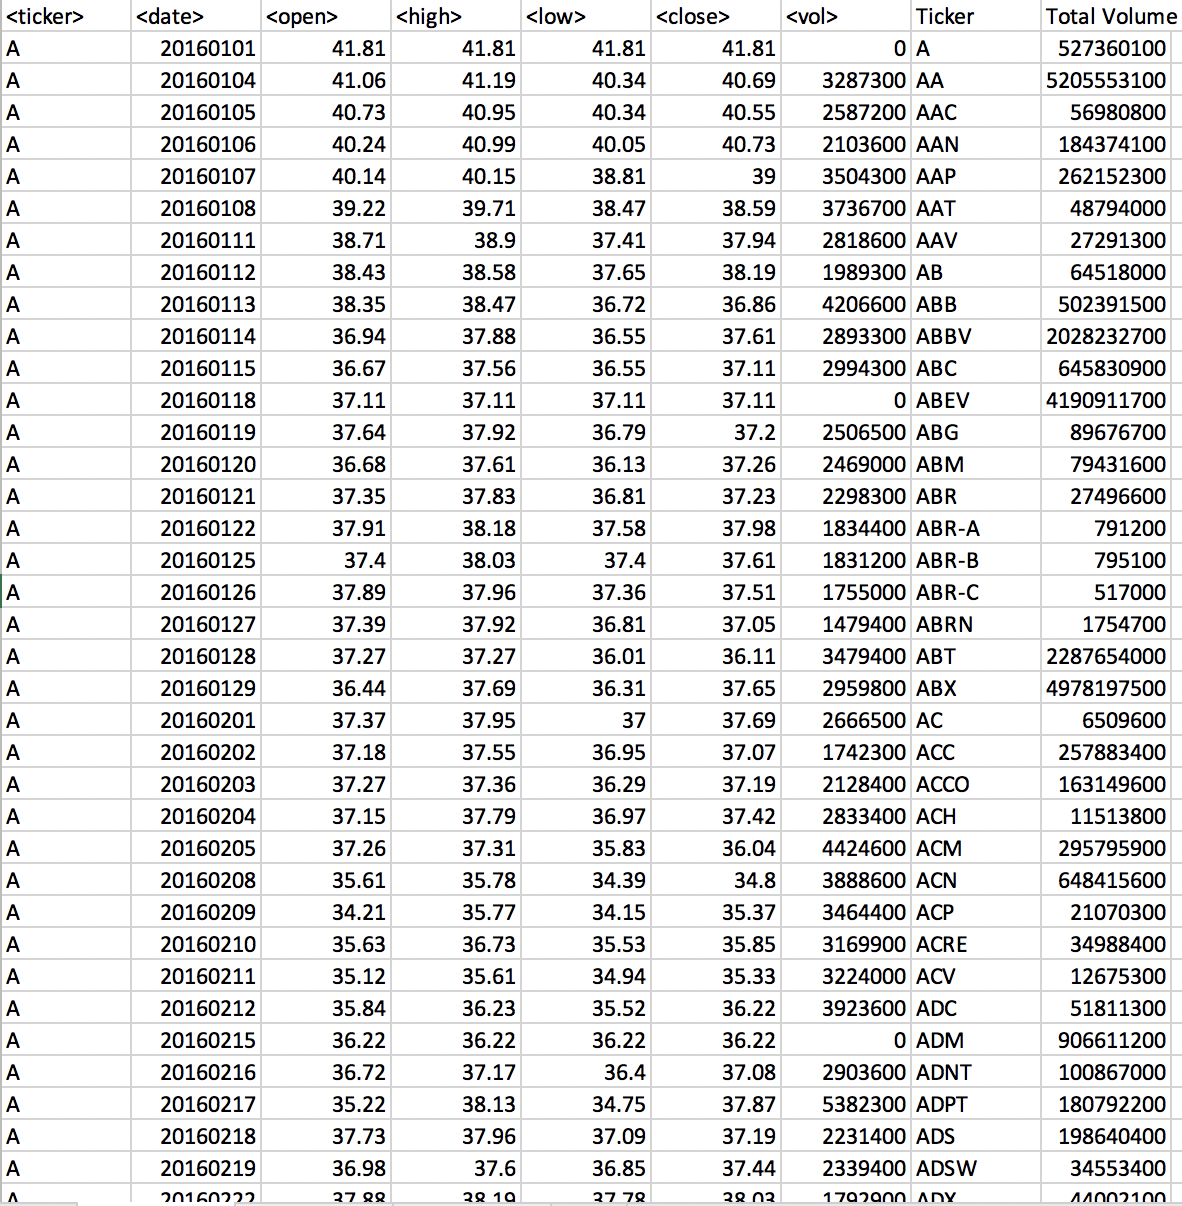 <ticker> <date> <open> <high> <low> <close> <vol> Ticker Total Volume
A 20160101 41.81 41.81 41.81 41.81 0 A 527360100
A 20160104 41.06 41.19 40.34 40.69 3287300 AA 5205553100
A 20160105 40.73 40.95 40.34 40.55 2587200 AAC 56980800
A 20160106 40.24 40.99 40.05 40.73 2103600 AAN 184374100
A 20160107 40.14 40.15 38.81 39 3504300 AAP 262152300
A 20160108 39.22 39.71 38.47 38.59 3736700 AAT 48794000
A 20160111 38.71 38.9 37.41 37.94 2818600 AAV 27291300
A 20160112 38.43 38.58 37.65 38.19 1989300 AB 64518000
A 20160113 38.35 38.47 36.72 36.86 4206600 ABB 502391500
A 20160114 36.94 37.88 36.55 37.61 2893300 ABBV 2028232700
A 20160115 36.67 37.56 36.55 37.11 2994300 ABC 645830900
A 20160118 37.11 37.11 37.11 37.11 0 ABEV 4190911700
A 20160119 37.64 37.92 36.79 37.2 2506500 ABG 89676700
A 20160120 36.68 37.61 36.13 37.26 2469000 ABM 79431600
A 20160121 37.35 37.83 36.81 37.23 2298300 ABR 27496600
A 20160122 37.91 38.18 37.58 37.98 1834400 ABR-A 791200
A 20160125 37.4 38.03 37.4 37.61 1831200 ABR-B 795100
A 20160126 37.89 37.96 37.36 37.51 1755000 ABR-C 517000
A 20160127 37.39 37.92 36.81 37.05 1479400 ABRN 1754700
A 20160128 37.27 37.27 36.01 36.11 3479400 ABT 2287654000
A 20160129 36.44 37.69 36.31 37.65 2959800 ABX 4978197500
A 20160201 37.37 37.95 37 37.69 2666500 AC 6509600
A 20160202 37.18 37.55 36.95 37.07 1742300 ACC 257883400
A 20160203 37.27 37.36 36.29 37.19 2128400 ACCO 163149600
A 20160204 37.15 37.79 36.97 37.42 2833400 ACH 11513800
A 20160205 37.26 37.31 35.83 36.04 4424600 ACM 295795900
A 20160208 35.61 35.78 34.39 34.8 3888600 ACN 648415600
A 20160209 34.21 35.77 34.15 35.37 3464400 ACP 21070300
A 20160210 35.63 36.73 35.53 35.85 3169900 ACRE 34988400
A 20160211 35.12 35.61 34.94 35.33 3224000 ACV 12675300
A 20160212 35.84 36.23 35.52 36.22 3923600 ADC 51811300
A 20160215 36.22 36.22 36.22 36.22 0 ADM 906611200
A 20160216 36.72 37.17 36.4 37.08 2903600 ADNT 100867000
A 20160217 35.22 38.13 34.75 37.87 5382300 ADPT 180792200
A 20160218 37.73 37.96 37.09 37.19 2231400 ADS 198640400
A 20160219 36.98 37.6 36.85 37.44 2339400 ADSW 34553400
A 20160222 37.88 38.19 37.78 38.03 1792900 ADX 44002100